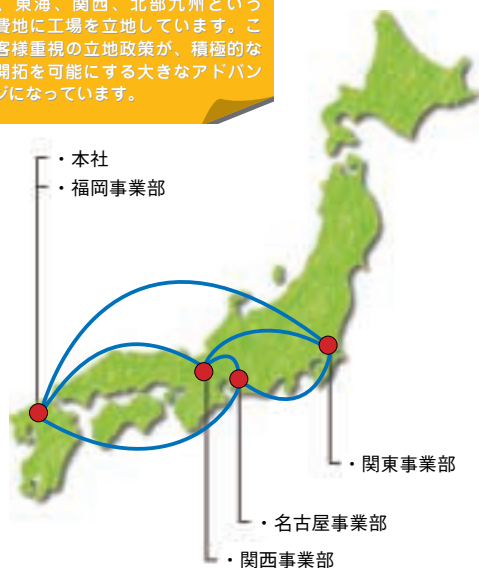 、東海、関西、北部九州という
費地に工場を立地しています。こ
客様重視の立地政策が、積極的な
開拓を可能にする大きなアドバン
ジになっています。
・本社
・福岡事業部
・関東事業部
・名古屋事業部
・関西事業部